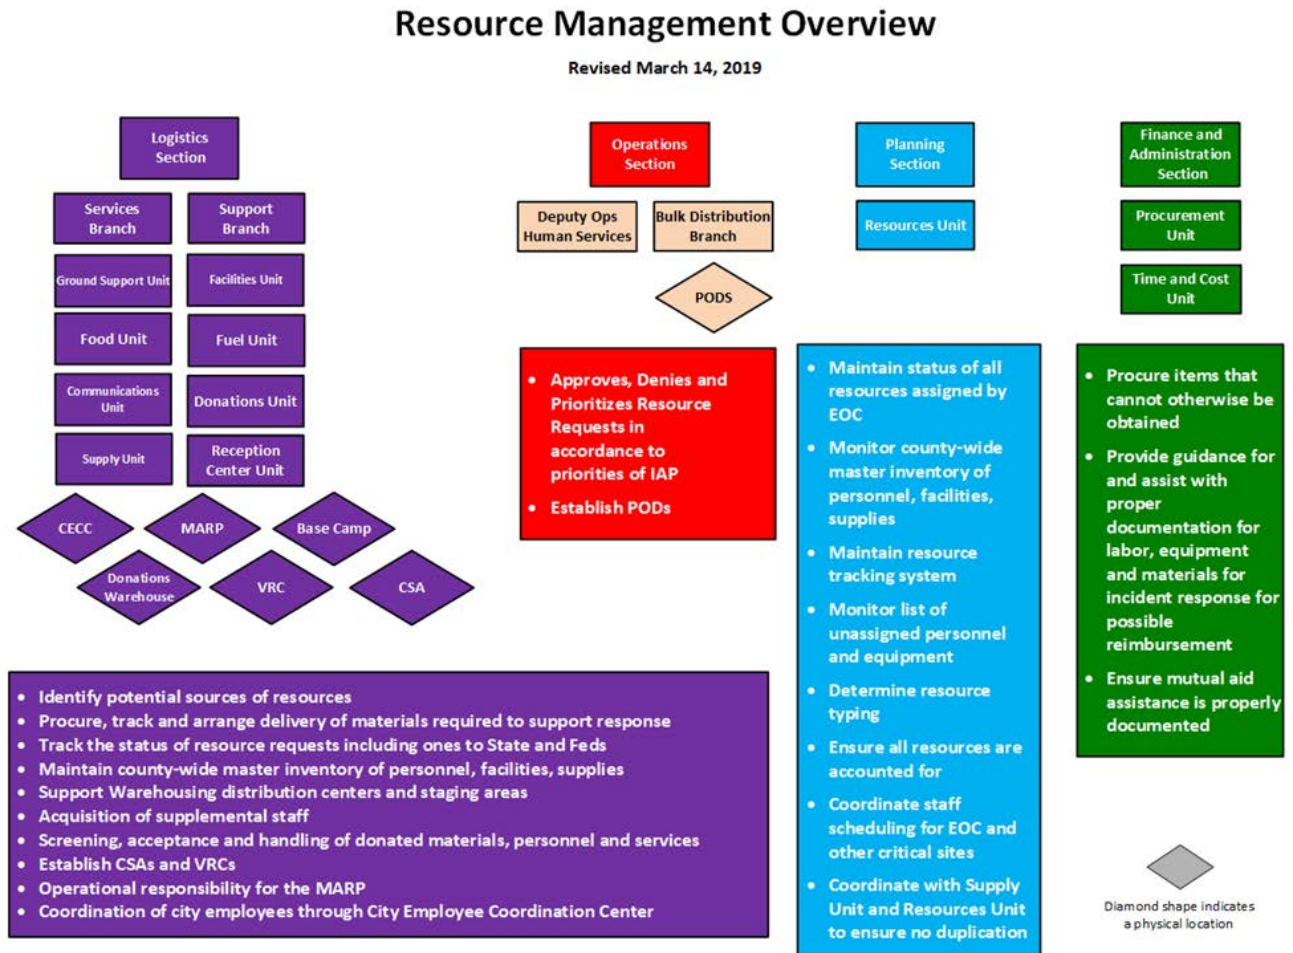 Resource Management Overview
Revised March 14, 2019
Logistics
Section
Services
Branch
Support
Branch
Ground Support Unit
Facilities Unit
Food Unit
Fuel Unit
Communications
Unit
Donations Unit
Supply Unit
Reception
Center Unit
CECC
MARP
Base Camp
Donations
Warehouse
VRC
CSA
• Identify potential sources of resources
• Procure, track and arrange delivery of materials required to support response
• Track the status of resource requests including ones to State and Feds
• Maintain county-wide master inventory of personnel, facilities, supplies
• Support Warehousing distribution centers and staging areas
• Acquisition of supplemental staff
• Screening, acceptance and handling of donated materials, personnel and services
• Establish CSAs and VRCs
• Operational responsibility for the MARP
• Coordination of city employees through City Employee Coordination Center
Operations
Section
Deputy Ops
Human Services
Bulk Distribution
Branch
PODS
• Approves, Denies and
Prioritizes Resource
Requests in
accordance to
priorities of IAP
• Establish PODs
Planning
Section
Resources Unit
• Maintain status of all
resources assigned by
EOC
• Monitor county-wide
master inventory of
personnel, facilities,
supplies
• Maintain resource
tracking system
• Monitor list of
unassigned personnel
and equipment
• Determine resource
typing
• Ensure all resources are
accounted for
• Coordinate staff
scheduling for EOC and
other critical sites
• Coordinate with Supply
Unit and Resources Unit
to ensure no duplication
Finance and
Administration
Section
Procurement
Unit
Time and Cost
Unit
• Procure items that
cannot otherwise be
obtained
• Provide guidance for
and assist with
proper
documentation for
labor, equipment
and materials for
incident response for
possible
reimbursement
• Ensure mutual aid
assistance is properly
documented
Diamond shape indicates
a physical location